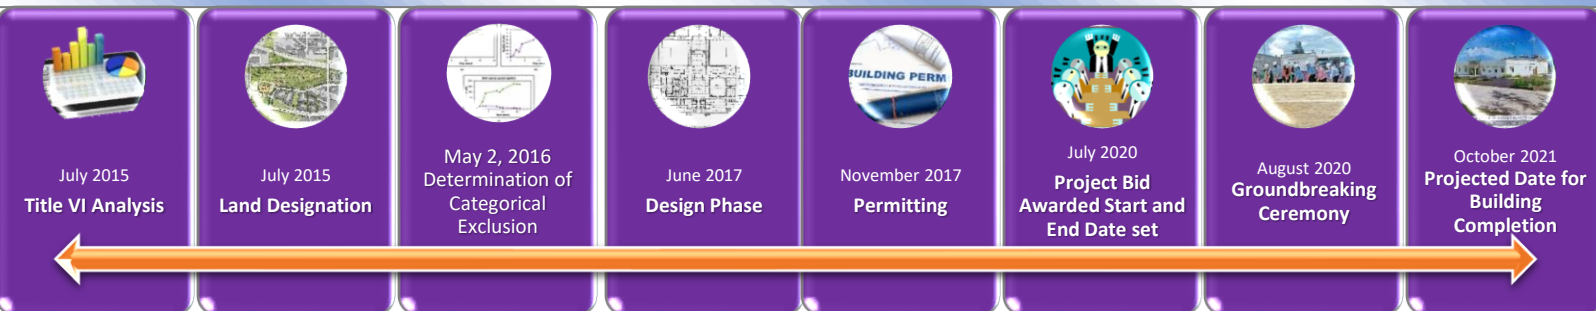 July 2015
Title VI Analysis
July 2015
Land Designation
May 2, 2016
Determination of
Categorical
Exclusion
June 2017
Design Phase
BUILDING PERM
November 2017
Permitting
July 2020
Project Bid
Awarded Start and
End Date set
August 2020
Groundbreaking
Ceremony
October 2021
Projected Date for
Building
Completion